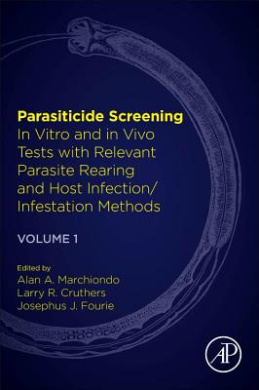 Parasiticide Screening
In Vitro and in Vivo
Tests with Relevant
Parasite Rearing
and Host Infection/
Infestation Methods
VOLUME 1
Edited by
Alan A. Marchiondo
Larry R. Cruthers
Josephus J. Fourie
AP